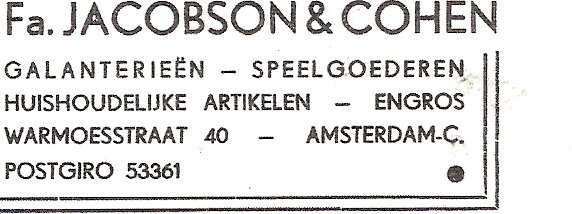 Fa. JACOBSON & COHEN
GALANTERIEËN – SPEELGOEDEREN
HUISHOUDELIJKE ARTIKELEN – ENGROS
WARMOESSTRAAT 40 – AMSTERDAM-C.
POSTGIRO 53361